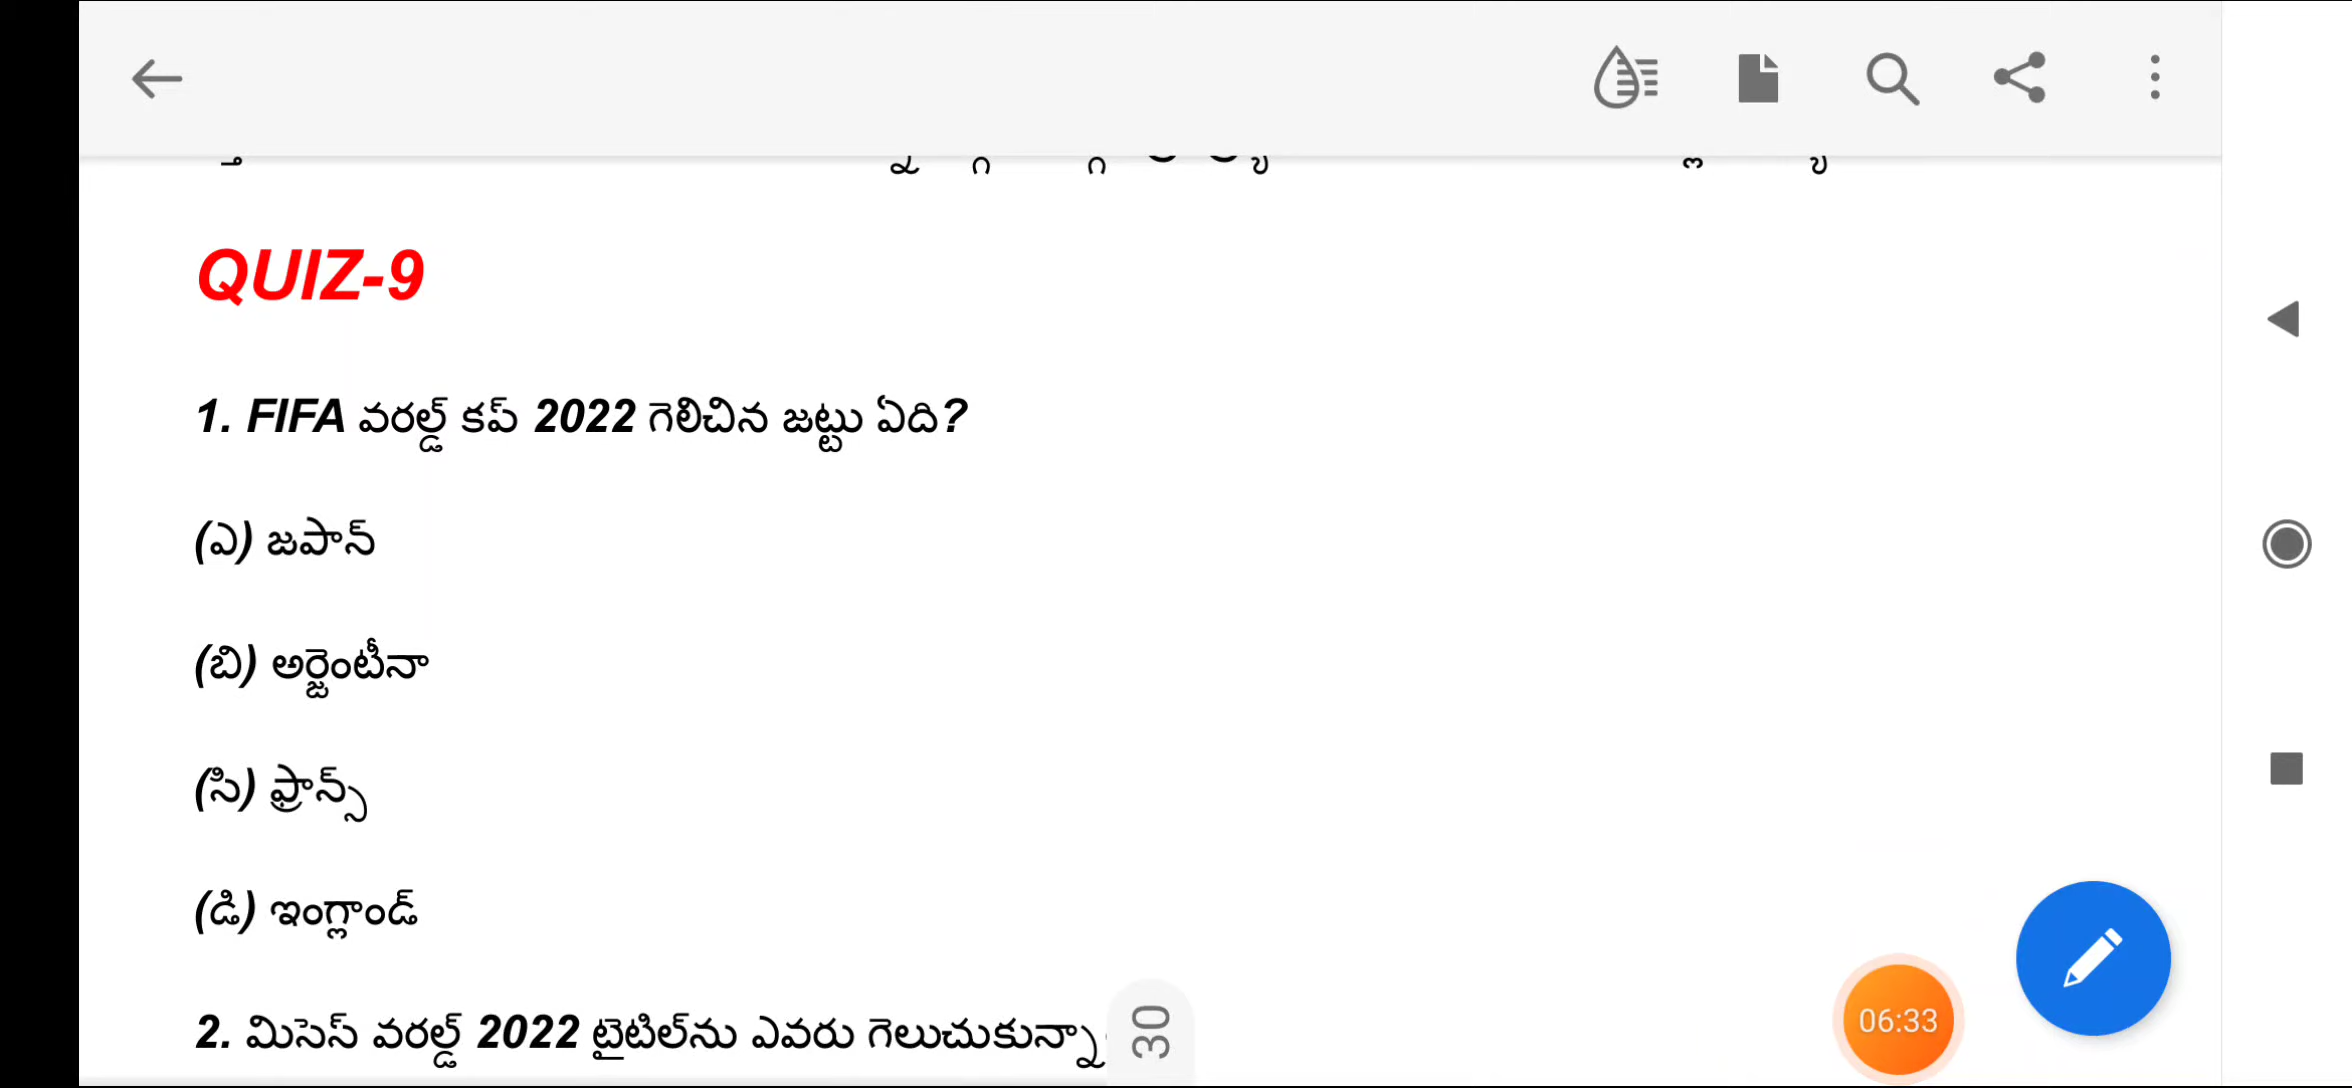 QUIZ-9
1. FIFA వరల్డ్ కప్ 2022 గెలిచిన జట్టు ఏది?
(ఎ) జపాన్
(బి) అర్జెంటీనా
(సి) ఫ్రాన్స్
(డి) ఇంగ్లాండ్
2. మిసెస్ వరల్డ్ 2022 టైటిల్‌ను ఎవరు గెలుచుకున్నా
30
06:33